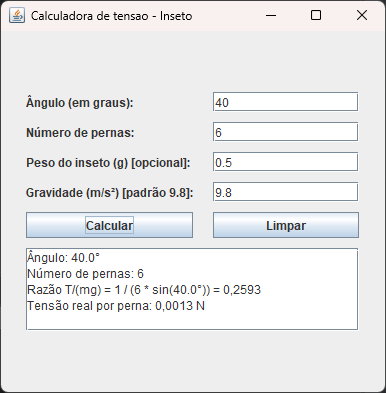 Calculadora de tensao - Inseto
Ângulo (em graus): 40
Número de pernas: 6
Peso do inseto (g) [opcional]: 0.5
Gravidade (m/s²) [padrão 9.8]: 9.8
Calcular Limpar
Ângulo: 40.0°
Número de pernas: 6
Razão T/(mg) = 1 / (6 * sin(40.0°)) = 0,2593
Tensão real por perna: 0,0013 N